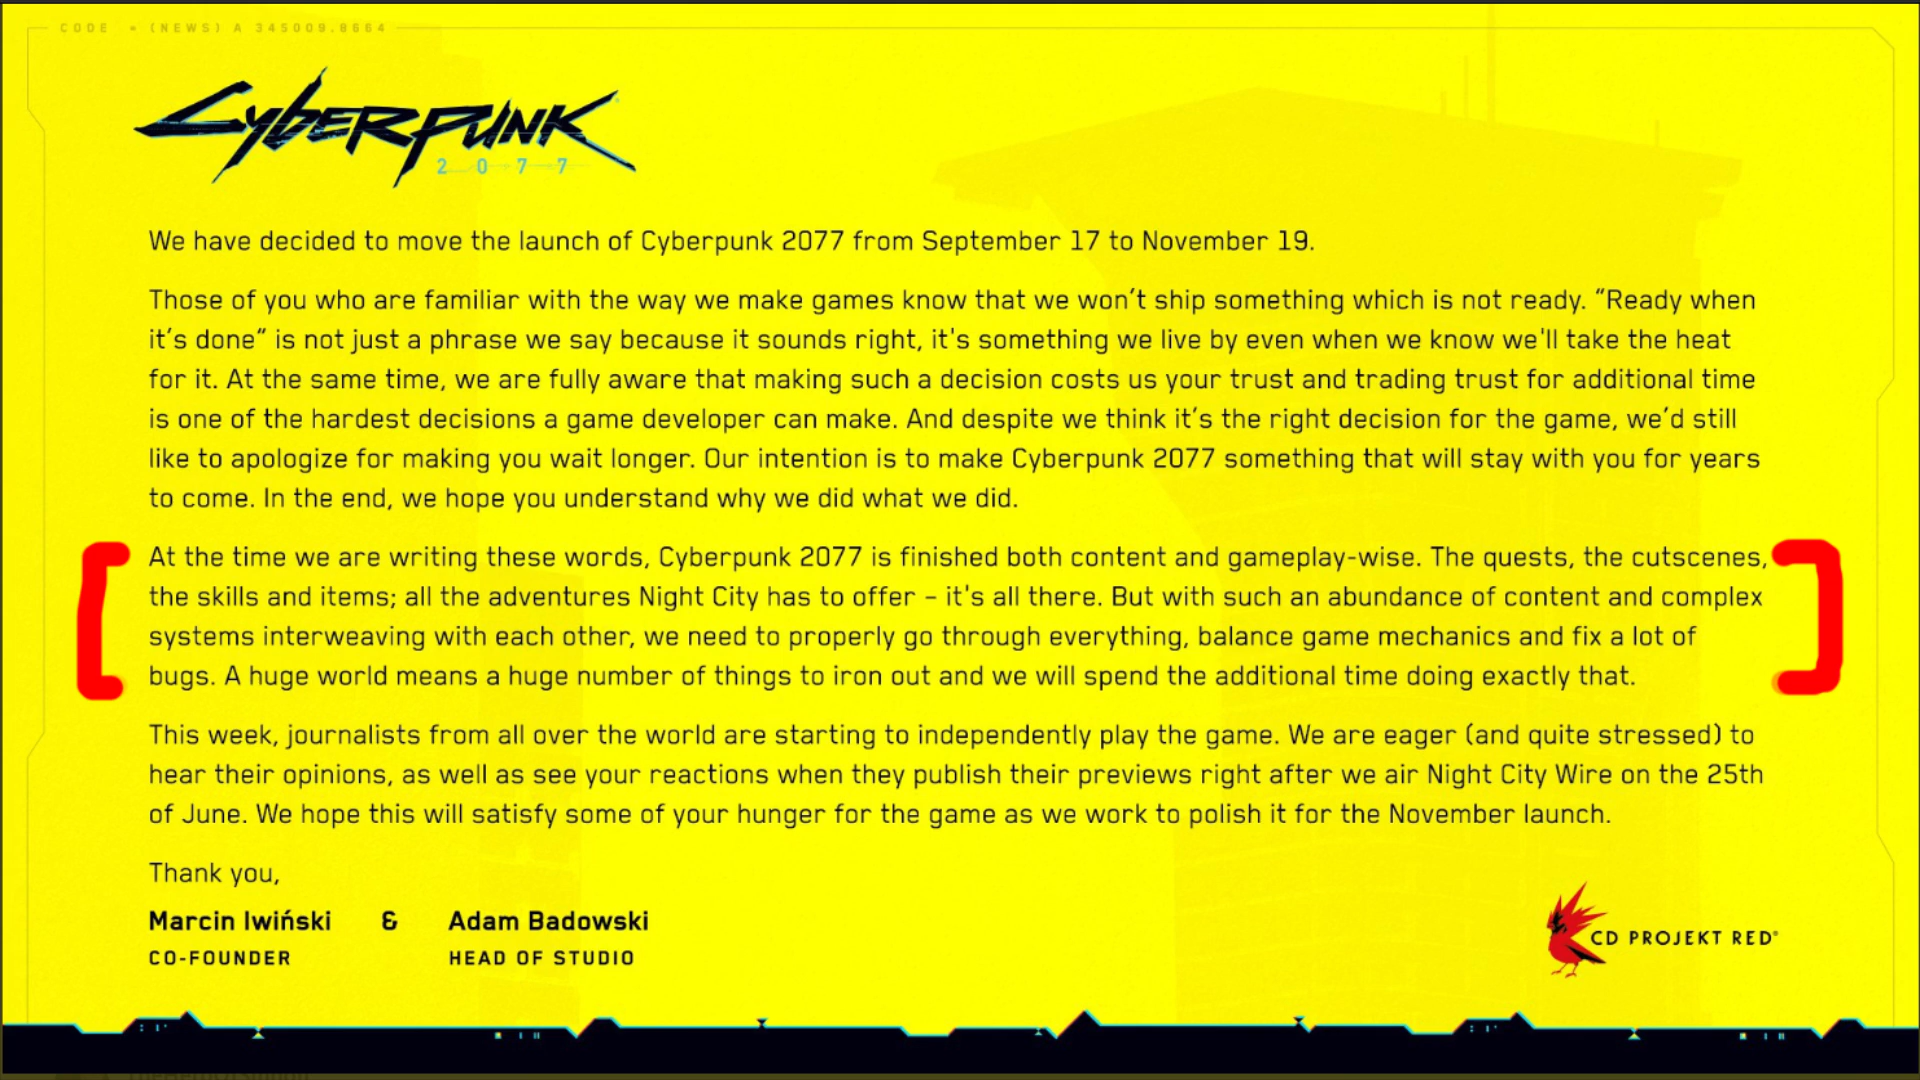 CODE = (NEWS) A 345009.8664
CYBERPUNK
2077
We have decided to move the launch of Cyberpunk 2077 from September 17 to November 19.
Those of you who are familiar with the way we make games know that we won’t ship something which is not ready. “Ready when
it’s done“ is not just a phrase we say because it sounds right, it's something we live by even when we know we'll take the heat
for it. At the same time, we are fully aware that making such a decision costs us your trust and trading trust for additional time
is one of the hardest decisions a game developer can make. And despite we think it’s the right decision for the game, we’d still
like to apologize for making you wait longer. Our intention is to make Cyberpunk 2077 something that will stay with you for years
to come. In the end, we hope you understand why we did what we did.
At the time we are writing these words, Cyberpunk 2077 is finished both content and gameplay-wise. The quests, the cutscenes,
the skills and items; all the adventures Night City has to offer – it's all there. But with such an abundance of content and complex
systems interweaving with each other, we need to properly go through everything, balance game mechanics and fix a lot of
bugs. A huge world means a huge number of things to iron out and we will spend the additional time doing exactly that.
This week, journalists from all over the world are starting to independently play the game. We are eager (and quite stressed) to
hear their opinions, as well as see your reactions when they publish their previews right after we air Night City Wire on the 25th
of June. We hope this will satisfy some of your hunger for the game as we work to polish it for the November launch.
Thank you,
Marcin Iwiński & Adam Badowski
CO-FOUNDER HEAD OF STUDIO
CD PROJEKT RED®